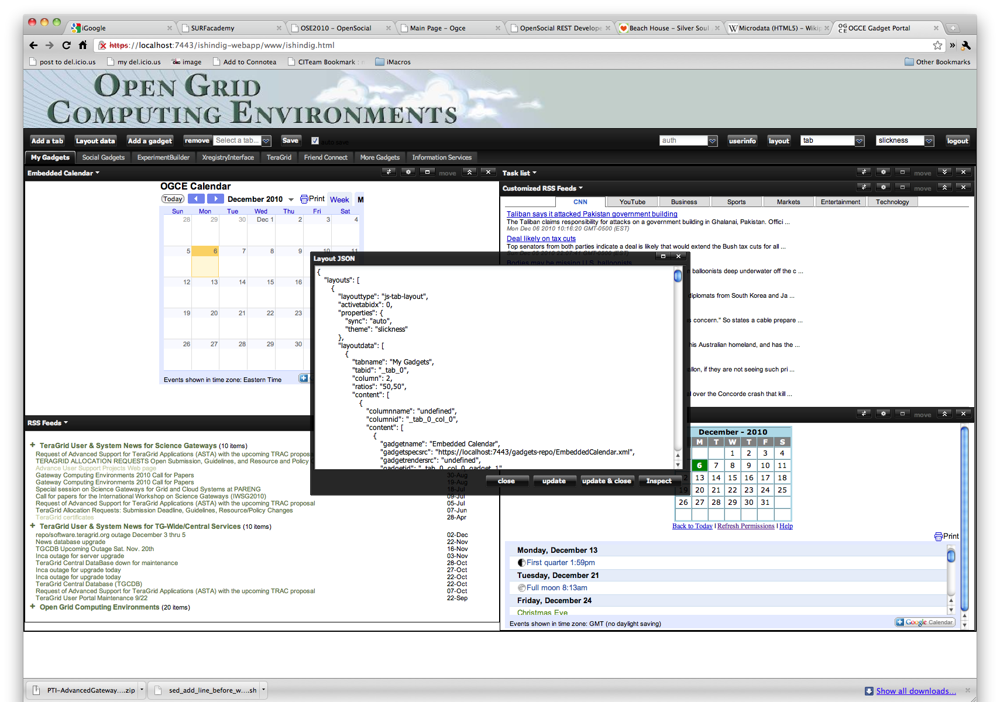 iGoogle
SURFacademy
OSE2010 – OpenSocial
Main Page – Ogce
OpenSocial REST Develope
Beach House – Silver Soul
Microdata (HTML5) – Wikip
OGCE Gadget Portal
https://localhost:7443/ishindig-webapp/www/ishindig.html
post to del.icio.us
my del.icio.us
image
Add to Connotea
CITeam Bookmark :
iMacros
Other Bookmarks
OPEN GRID
COMPUTING ENVIRONMENTS
Add a tab
Layout data
Add a gadget
remove
Select a tab...
Save
auto save
auth
userinfo
layout
tab
slickness
logout
My Gadgets
Social Gadgets
ExperimentBuilder
XregistryInterface
TeraGrid
Friend Connect
More Gadgets
Information Services
Embedded Calendar
move
OGCE Calendar
Today
December 2010
Print
Week
M
Sun Mon Tue Wed Thu Fri Sat
28 29 30 Dec 1 2 3 4
5 6 7 8 9 10 11
12 13 14 15 16
19 20 21 22 23
26 27 28 29 30
Events shown in time zone: Eastern Time
Task list
move
Customized RSS Feeds
move
CNN
YouTube
Business
Sports
Markets
Entertainment
Technology
Taliban says it attacked Pakistan government building
The Taliban claims responsibility for attacks on a government building in Ghalanai, Pakistan. Offici ...
Mon Dec 06 2010 10:16:20 GMT-0500 (EST)
Deal likely on tax cuts
Top senators from both parties indicate a deal is likely that would extend the Bush tax cuts for all ...
Sun Dec 05 2010 22:07:41 GMT-0500 (EST)
Bodies may be missing U.S. balloonists
balloonists deep underwater off the c ...
diplomats from South Korea and Ja ...
concern." So states a cable prepare ...
his Australian homeland, and has the ...
if they are not seeing such pri ...
over the Concorde crash that kill ...
Layout JSON
{
"layouts": [
{
"layouttype": "js-tab-layout",
"activetabidx": 0,
"properties": {
"sync": "auto",
"theme": "slickness"
},
"layoutdata": [
{
"tabname": "My Gadgets",
"tabid": "_tab_0",
"column": 2,
"ratios": "50,50",
"content": [
{
"columnname": "undefined",
"columnid": "_tab_0_col_0",
"content": [
{
"gadgetname": "Embedded Calendar",
"gadgetspecsrc": "https://localhost:7443/gadgets-repo/EmbeddedCalendar.xml",
"gadgetrendersrc": "undefined",
"gadgetid": "_tab_0_col_0_gadget_1"
close
update
update & close
Inspect
RSS Feeds
TeraGrid User & System News for Science Gateways (10 items)
Request of Advanced Support for TeraGrid Applications (ASTA) with the upcoming TRAC propos
TERAGRID ALLOCATION REQUESTS Open Submission, Guidelines, and Resource and Policy
Advance User Support Projects Web page
Gateway Computing Environments 2010 Call for Papers 30-Aug
Gateway Computing Environments 2010 Call for Papers 19-Aug
Special session on Science Gateways for Grid and Cloud Systems at PARENG 18-Jul
Call for papers for the International Workshop on Science Gateways (IWSG2010) 09-Jul
Request of Advanced Support for TeraGrid Applications (ASTA) with the upcoming TRAC proposal 05-Jul
TeraGrid Allocation Requests: Submission Deadline, Guidelines, Resource/Policy Changes 07-Jun
TeraGrid certificates 28-Apr
TeraGrid User & System News for TG-Wide/Central Services (10 items)
repo/software.teragrid.org outage December 3 thru 5 02-Dec
News database upgrade 22-Nov
TGCDB Upcoming Outage Sat. Nov. 20th 16-Nov
Inca outage for server upgrade 03-Nov
TeraGrid Central DataBase down for maintenance 28-Oct
Inca outage for upgrade today 27-Oct
Inca outage for upgrade today 22-Oct
TeraGrid Central Database (TGCDB) 22-Oct
Request of Advanced Support for TeraGrid Applications (ASTA) with the upcoming TRAC proposal 07-Oct
TeraGrid User Portal Maintenance 9/22 22-Sep
Open Grid Computing Environments (20 items)
move
December - 2010
M T W T F S
1 2 3 4
6 7 8 9 10 11
12 13 14 15 16 17 18
19 20 21 22 23 24 25
26 27 28 29 30 31
Back to Today | Refresh Permissions | Help
Print
Monday, December 13
First quarter 1:59pm
Tuesday, December 21
Full moon 8:13am
Friday, December 24
Christmas Eve
Events shown in time zone: GMT (no daylight saving)
Google Calendar
PTI-AdvancedGateway....zip
sed_add_line_before_w....sh
Show all downloads...